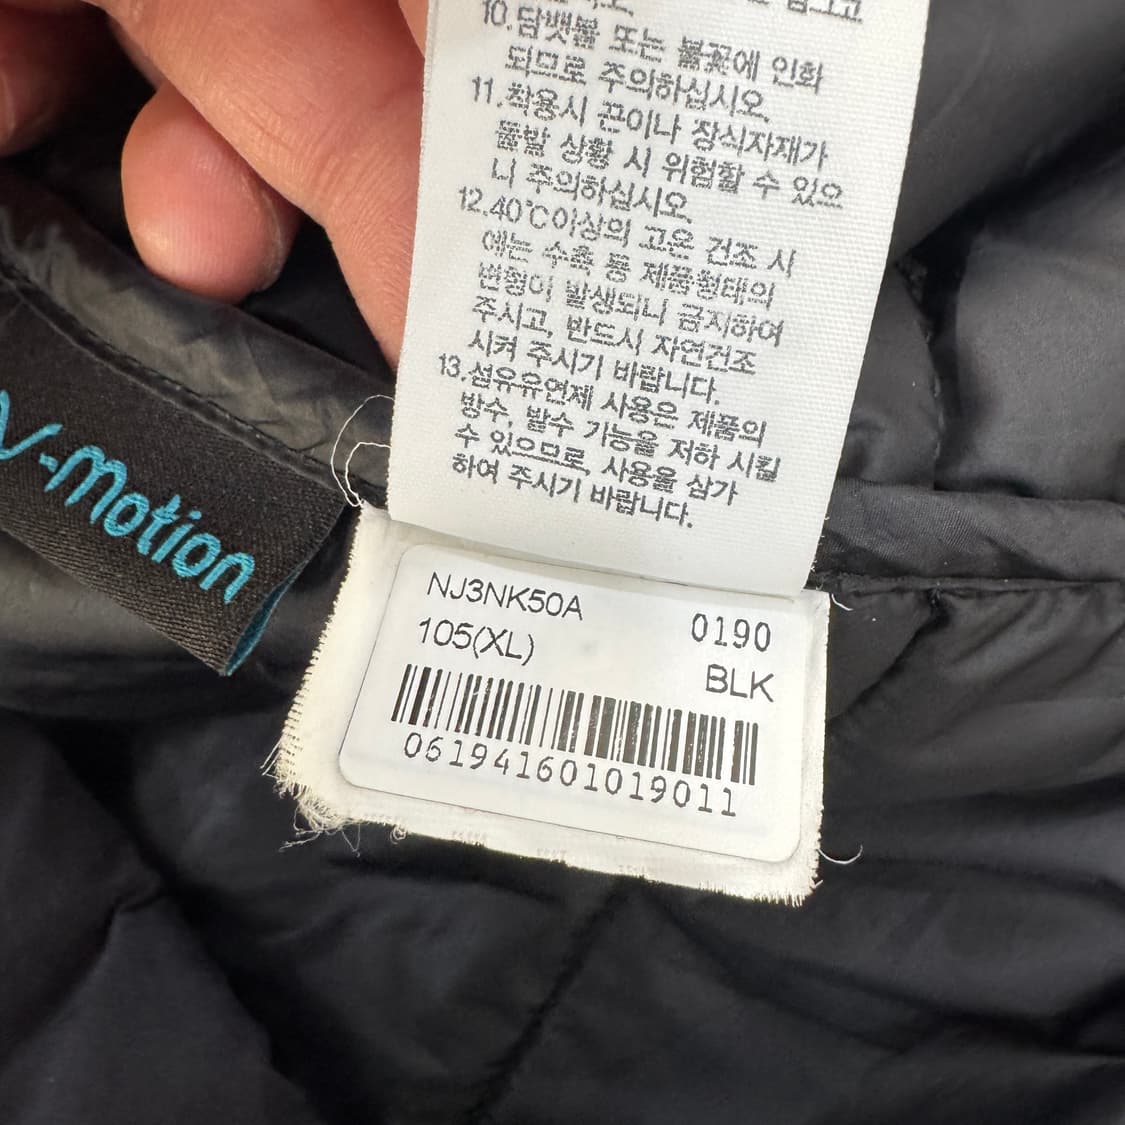 10.담뱃불 또는 불꽃에 인화
되므로 주의하십시오.
11.착용시 끈이나 장식자재가
돌발 상황 시 위험할 수 있으
니 주의하십시오.
12.40℃이상의 고온 건조 시
에는 수축 등 제품형태의
변형이 발생되니 금지하여
주시고, 반드시 자연건조
시켜 주시기 바랍니다.
13.섬유유연제 사용은 제품의
방수, 발수 기능을 저하 시킬
수 있으므로, 사용을 삼가
하여 주시기 바랍니다.
-Motion
NJ3NK50A
0190
105(XL)
BLK
061941601019011